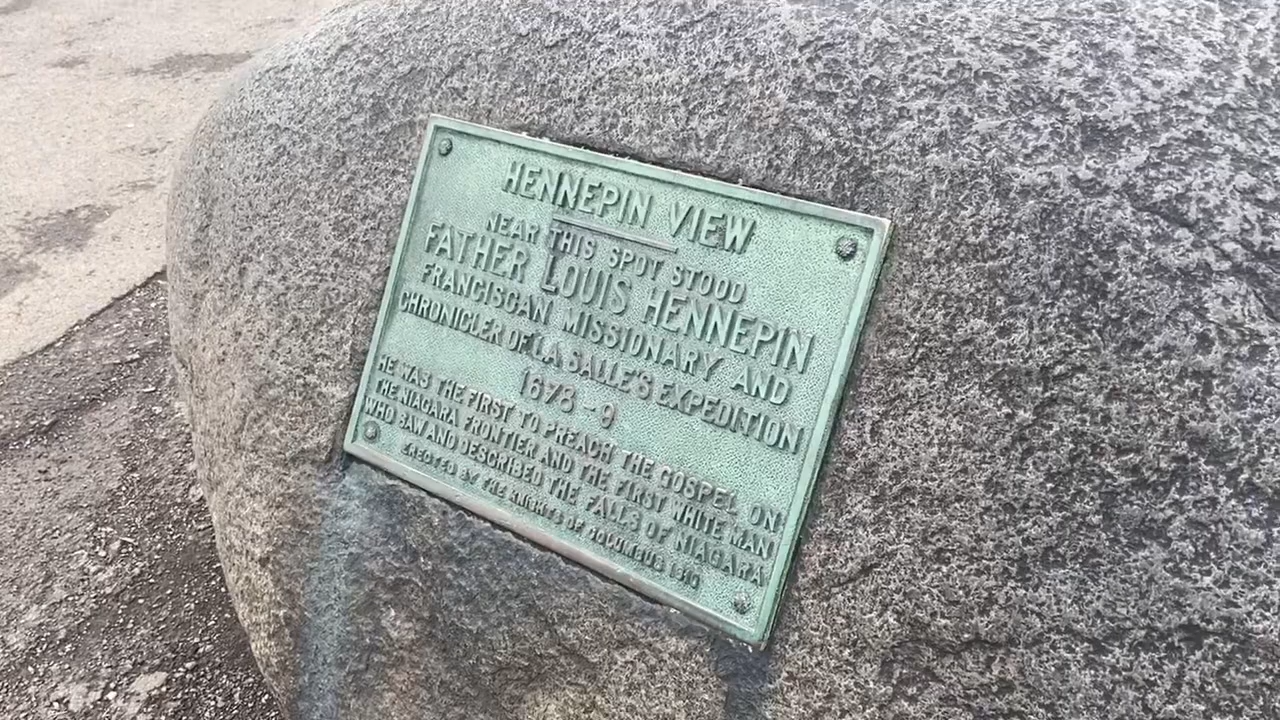 HENNEPIN VIEW
NEAR THIS SPOT STOOD
FATHER LOUIS HENNEPIN
FRANCISCAN MISSIONARY AND
CHRONICLER OF LA SALLE'S EXPEDITION
1678-9
HE WAS THE FIRST TO PREACH THE GOSPEL ON
THE NIAGARA FRONTIER AND THE FIRST WHITE MAN
WHO SAW AND DESCRIBED THE FALLS OF NIAGARA
ERECTED BY THE KNIGHTS OF COLUMBUS 1910